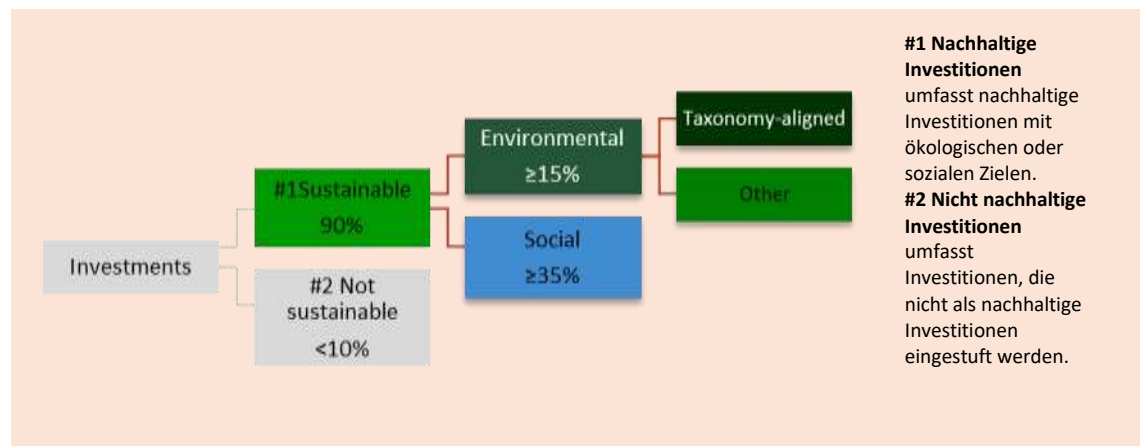 Investments
#1Sustainable
90%
#2 Not
sustainable
<10%
Environmental
≥15%
Social
≥35%
Taxonomy-aligned
Other
#1 Nachhaltige
Investitionen
umfasst nachhaltige
Investitionen mit
ökologischen oder
sozialen Zielen.
#2 Nicht nachhaltige
Investitionen
umfasst
Investitionen, die
nicht als nachhaltige
Investitionen
eingestuft werden.